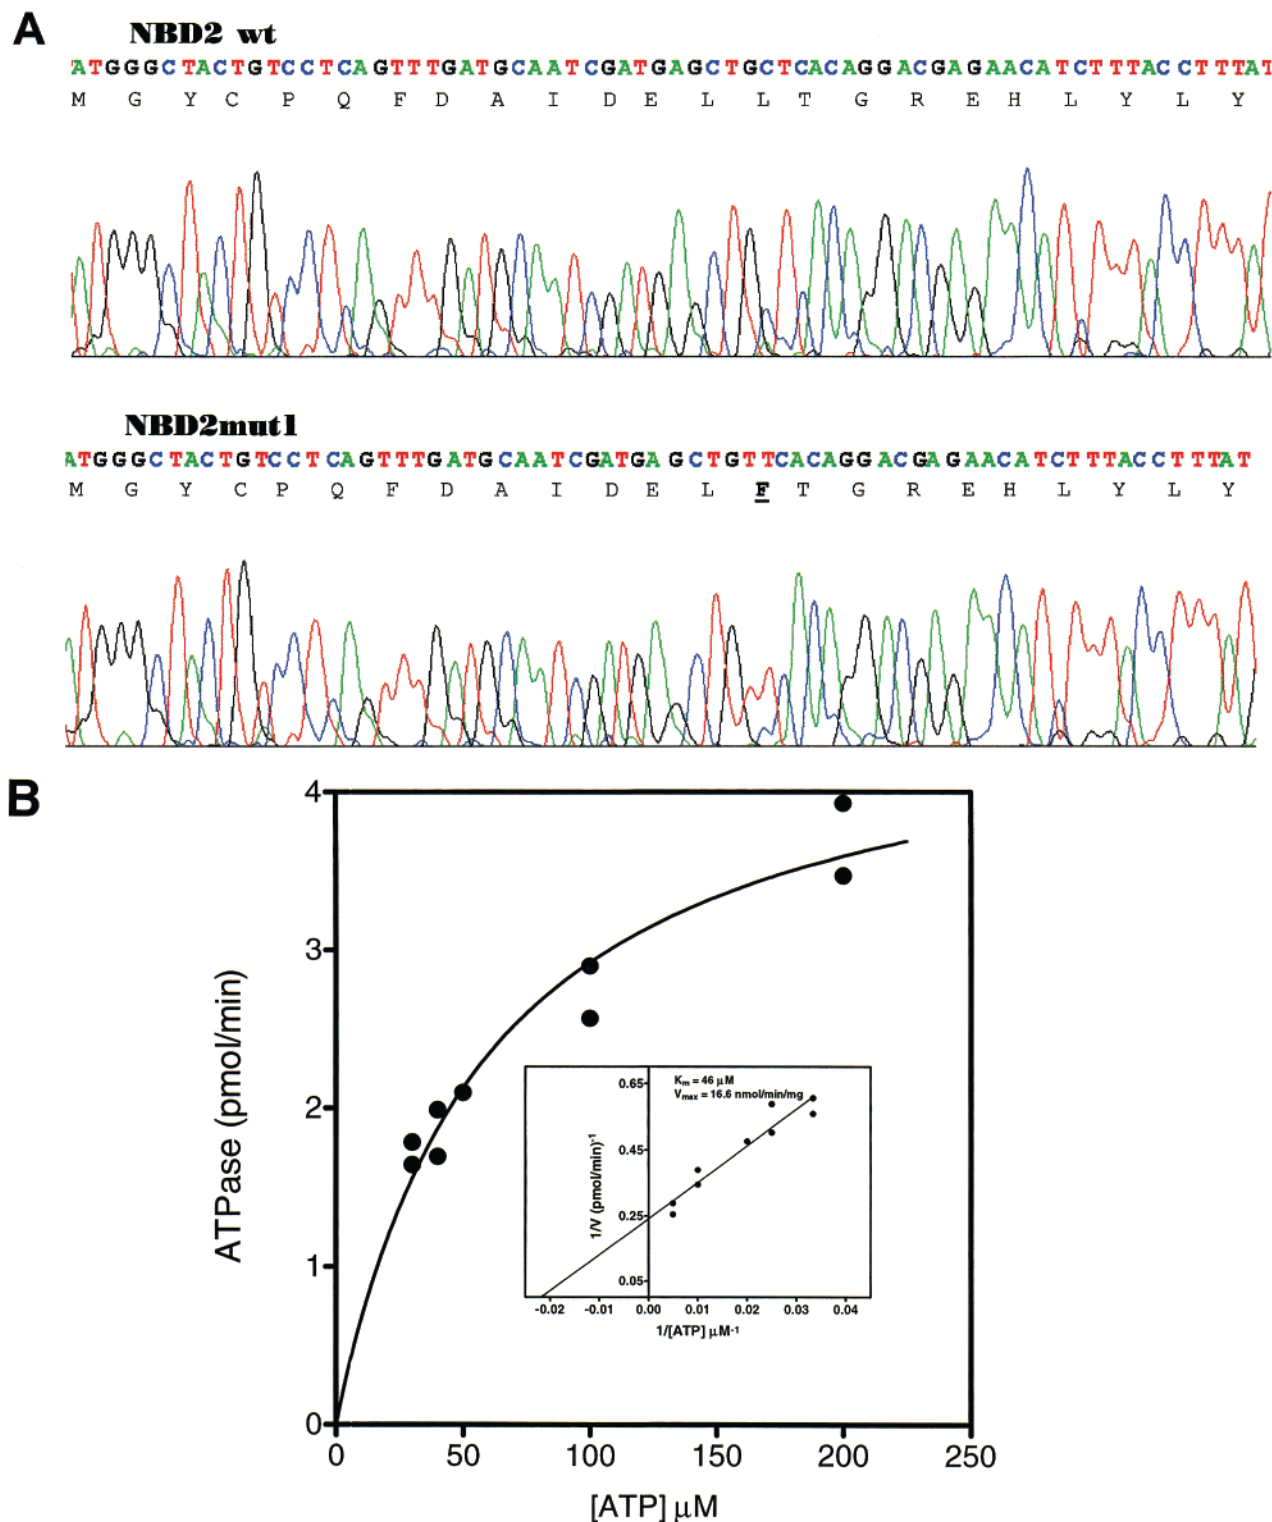 A
NBD2 wt
ATGGGCTACTGTCCTCAGTTTGATGCAATCGATGAGCTGCTCACAGGACGAGAACATCTTTACCTTTAT
M G Y C P Q F D A I D E L L T G R E H L Y L Y
NBD2mut1
ATGGGCTACTGTCCTCAGTTTGATGCAATCGATGAGCTGTTCACAGGACGAGAACATCTTTACCTTTAT
M G Y C P Q F D A I D E L F T G R E H L Y L Y
B
ATPase (pmol/min)
4
3
2
1
0
0 50 100 150 200 250
[ATP] μM
Km = 46 μM
Vmax = 16.6 nmol/min/mg
1/V (pmol/min)-1
0.65
0.45
0.25
0.05
-0.02 -0.01 0.00 0.01 0.02 0.03 0.04
1/[ATP] μM-1